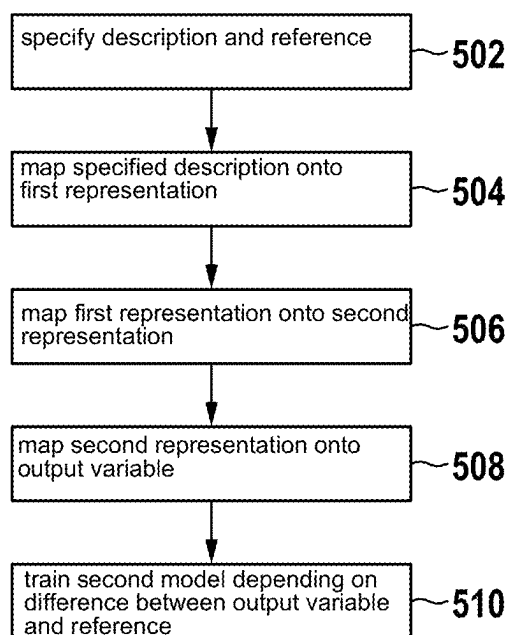 specify description and reference
502
map specified description onto
first representation
504
map first representation onto second
representation
506
map second representation onto
output variable
508
train second model depending on
difference between output variable
and reference
510